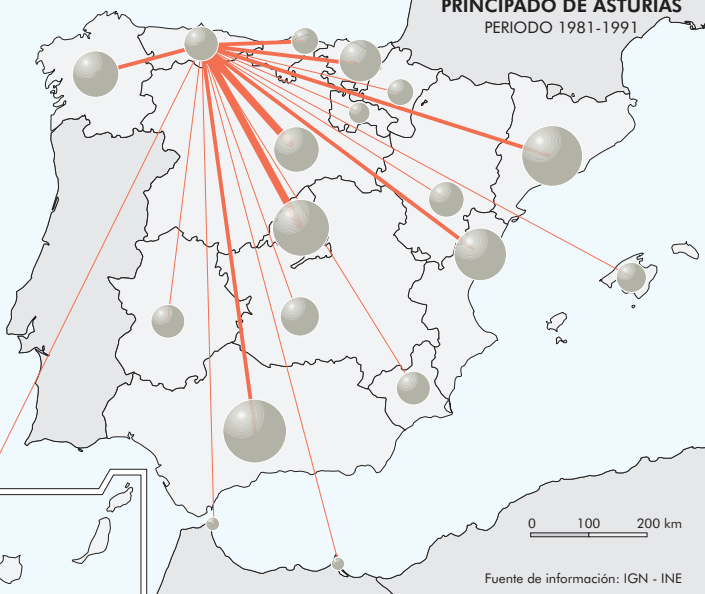 PRINCIPADO DE ASTURIAS
PERIODO 1981-1991
0 100 200 km
Fuente de información: IGN - INE